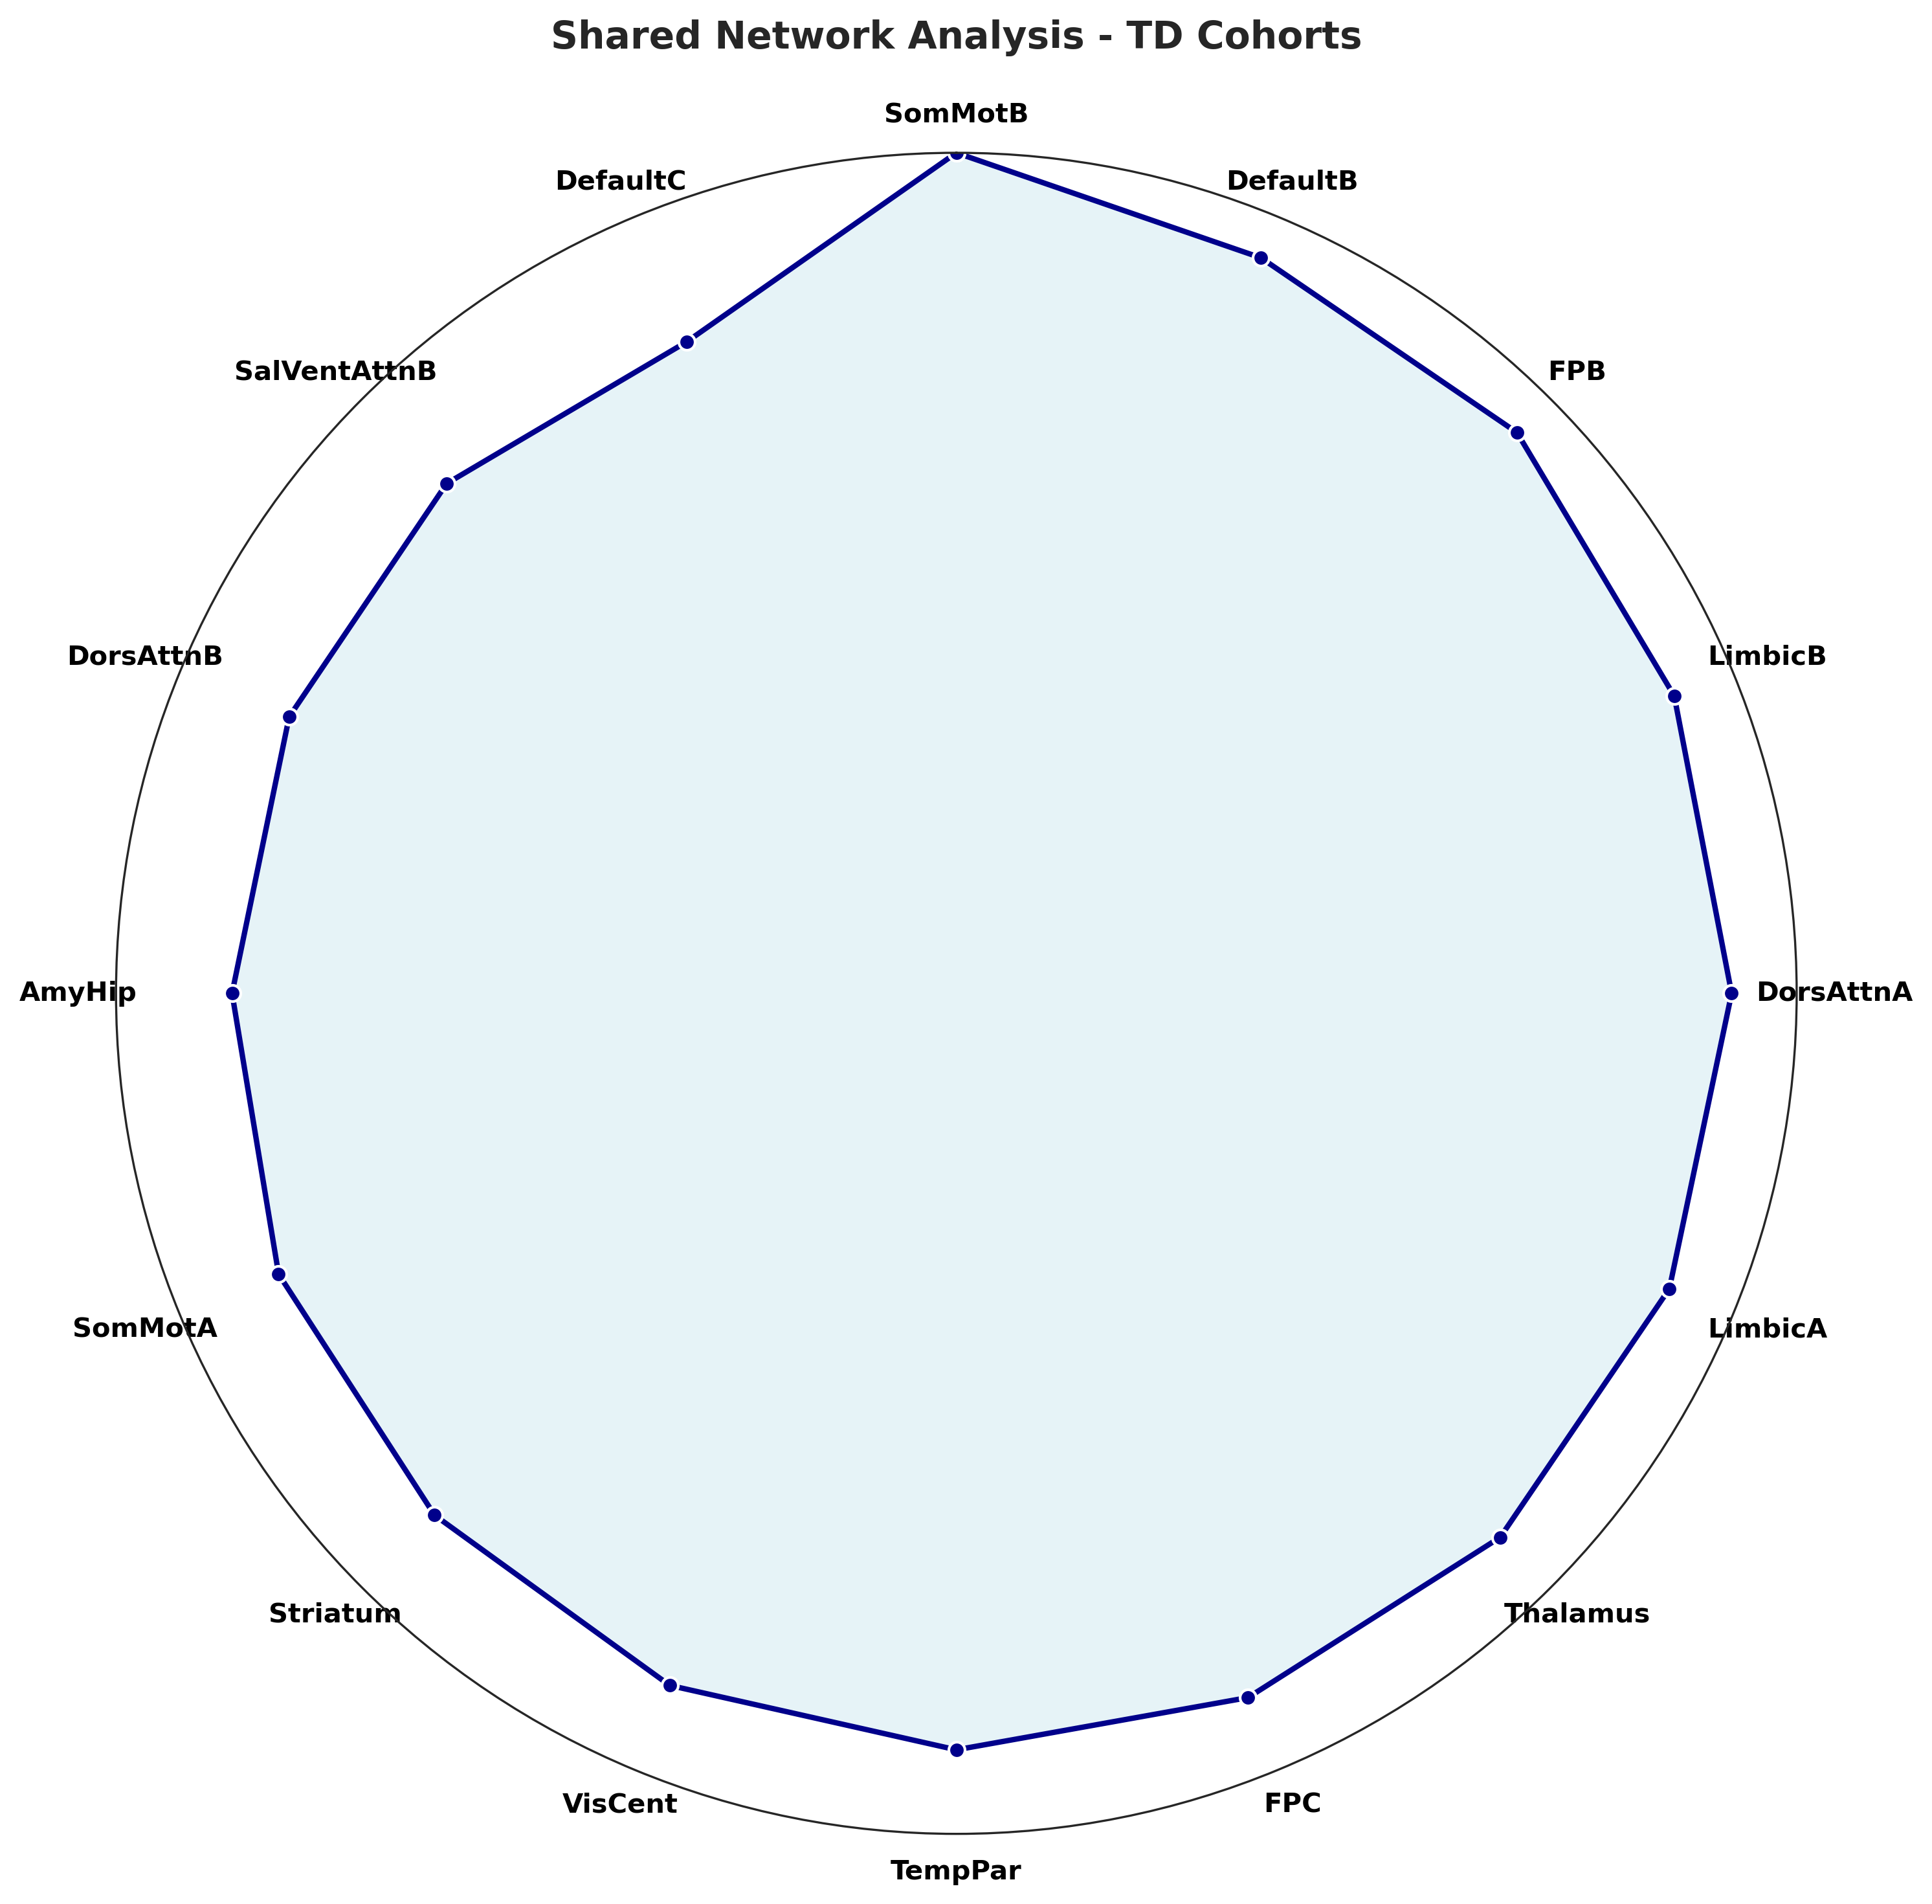 Shared Network Analysis - TD Cohorts
SomMotB
DefaultC
DefaultB
SalVentAttnB
FPB
DorsAttnB
LimbicB
AmyHip
DorsAttnA
SomMotA
LimbicA
Striatum
Thalamus
VisCent
FPC
TempPar